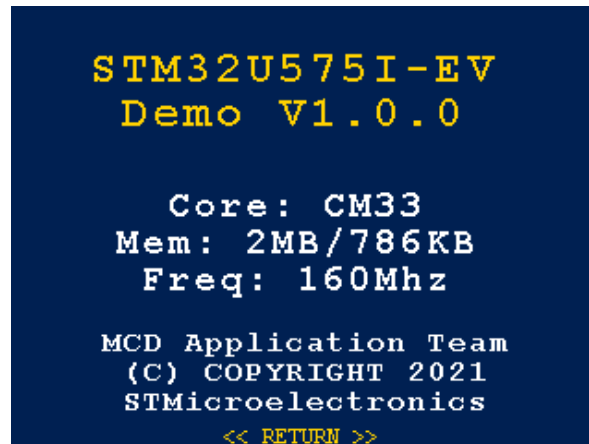 STM32U575I-EV
Demo V1.0.0
Core: CM33
Mem: 2MB/786KB
Freq: 160Mhz
MCD Application Team
(C) COPYRIGHT 2021
STMicroelectronics
<< RETURN >>